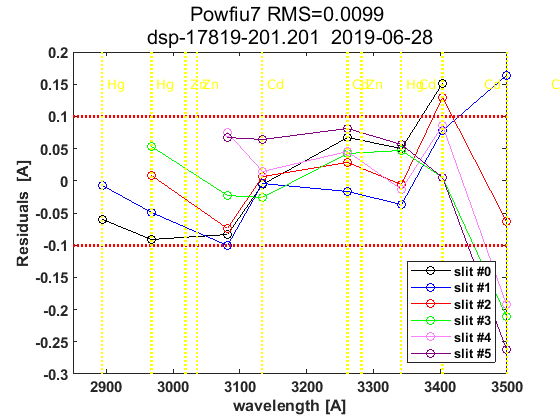 Powfiu7 RMS=0.0099
dsp-17819-201.201 2019-06-28
Residuals [A]
0.2
0.15
0.1
0.05
0
-0.05
-0.1
-0.15
-0.2
-0.25
-0.3
Hg
Hg
Zn
Zn
Cd
Cd
Zn
Hg
Cd
Cd
C
slit #0
slit #1
slit #2
slit #3
slit #4
slit #5
2900 3000 3100 3200 3300 3400 3500
wavelength [A]